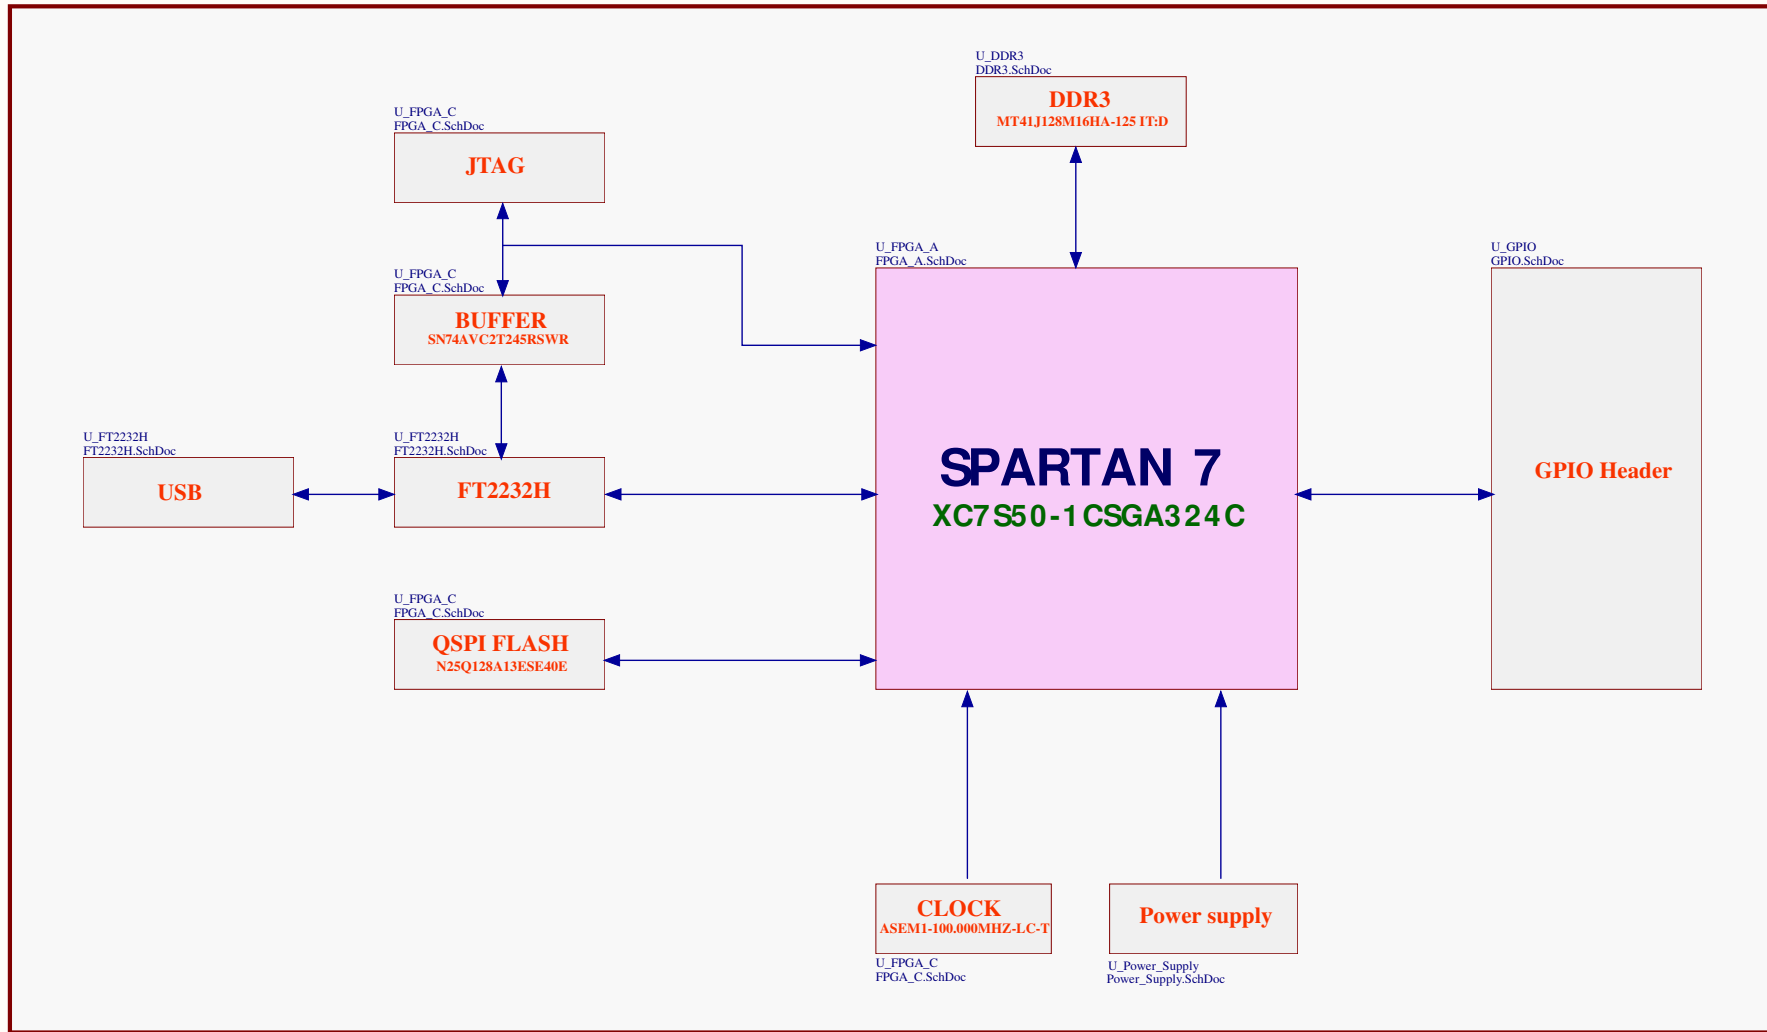 U_DDR3
DDR3.SchDoc
DDR3
MT41J128M16HA-125 IT:D
U_FPGA_C
FPGA_C.SchDoc
JTAG
U_FPGA_A
FPGA_A.SchDoc
U_GPIO
GPIO.SchDoc
U_FPGA_C
FPGA_C.SchDoc
BUFFER
SN74AVC2T245RSWR
U_FT2232H
FT2232H.SchDoc
USB
U_FT2232H
FT2232H.SchDoc
FT2232H
SPARTAN 7
XC7S50-1CSGA324C
GPIO Header
U_FPGA_C
FPGA_C.SchDoc
QSPI FLASH
N25Q128A13ESE40E
CLOCK
ASEM1-100.000MHZ-LC-T
U_FPGA_C
FPGA_C.SchDoc
Power supply
U_Power_Supply
Power_Supply.SchDoc